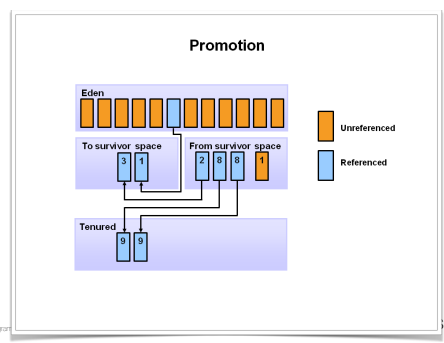 Promotion
Eden
Unreferenced
To survivor space
From survivor space
3 1
2 8 8 1
Referenced
Tenured
9 9